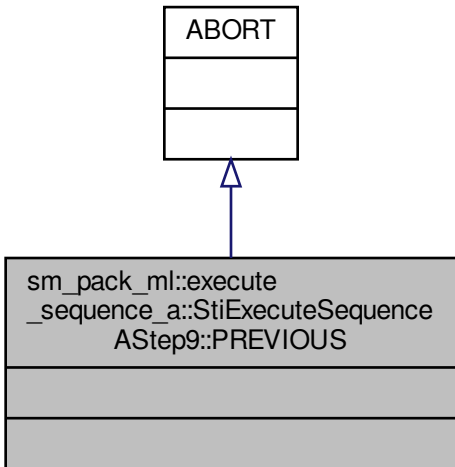 ABORT
sm_pack_ml::execute
_sequence_a::StiExecuteSequence
AStep9::PREVIOUS